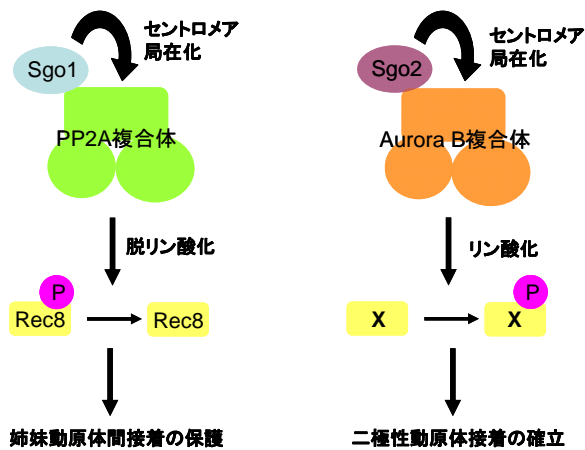 セントロメア
局在化
Sgo1
PP2A複合体
脱リン酸化
P
Rec8
Rec8
姉妹動原体間接着の保護
セントロメア
局在化
Sgo2
Aurora B複合体
リン酸化
P
X
X
二極性動原体接着の確立